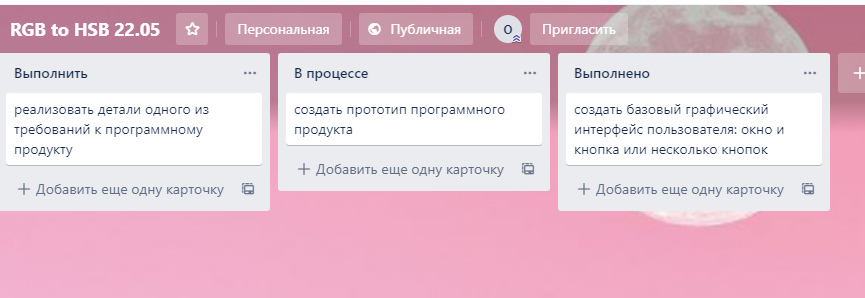 RGB to HSB 22.05
Персональная
Публичная
O
Пригласить
Выполнить
реализовать детали одного из
требований к программному
продукту
+ Добавить еще одну карточку
В процессе
создать прототип программного
продукта
+ Добавить еще одну карточку
Выполнено
создать базовый графический
интерфейс пользователя: окно и
кнопка или несколько кнопок
+ Добавить еще одну карточку